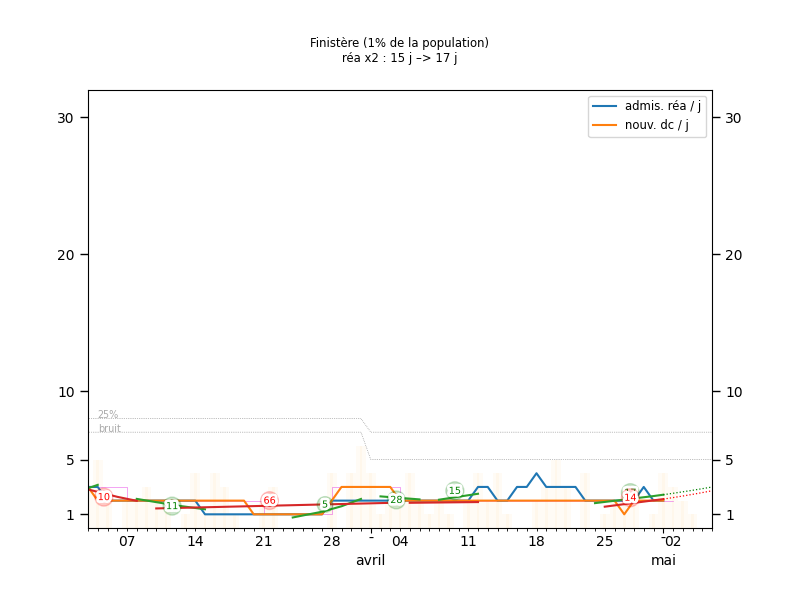 Finistère (1% de la population)
réa x2 : 15 j –> 17 j
admis. réa / j
nouv. dc / j
30 30
20 20
10 10
5 5
1 1
25%
bruit
10 11 66 5 28 15 14
07 14 21 28 - 04 11 18 25 -02
avril mai